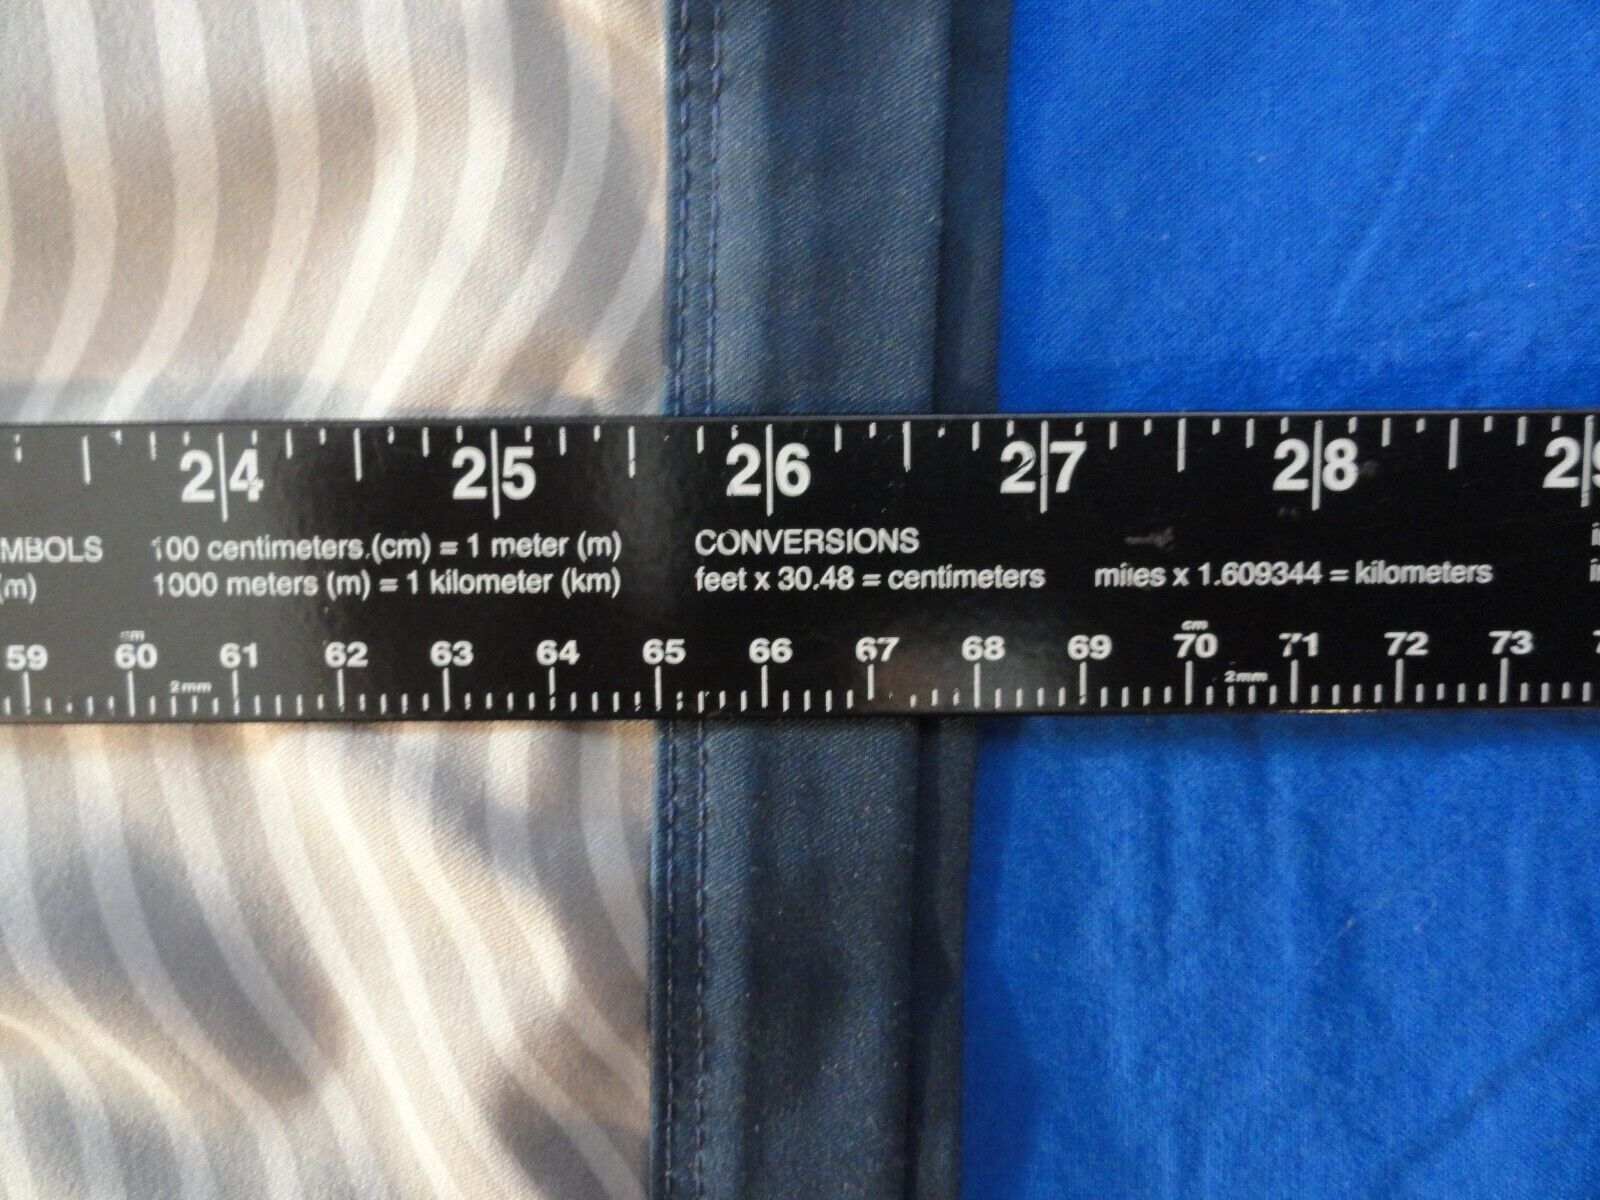 24 25 26 27 28
MBOLS 100 centimeters (cm) = 1 meter (m) CONVERSIONS
(m) 1000 meters (m) = 1 kilometer (km) feet x 30.48 = centimeters miles x 1.609344 = kilometers
cm cm
59 60 61 62 63 64 65 66 67 68 69 70 71 72 73
2mm 2mm